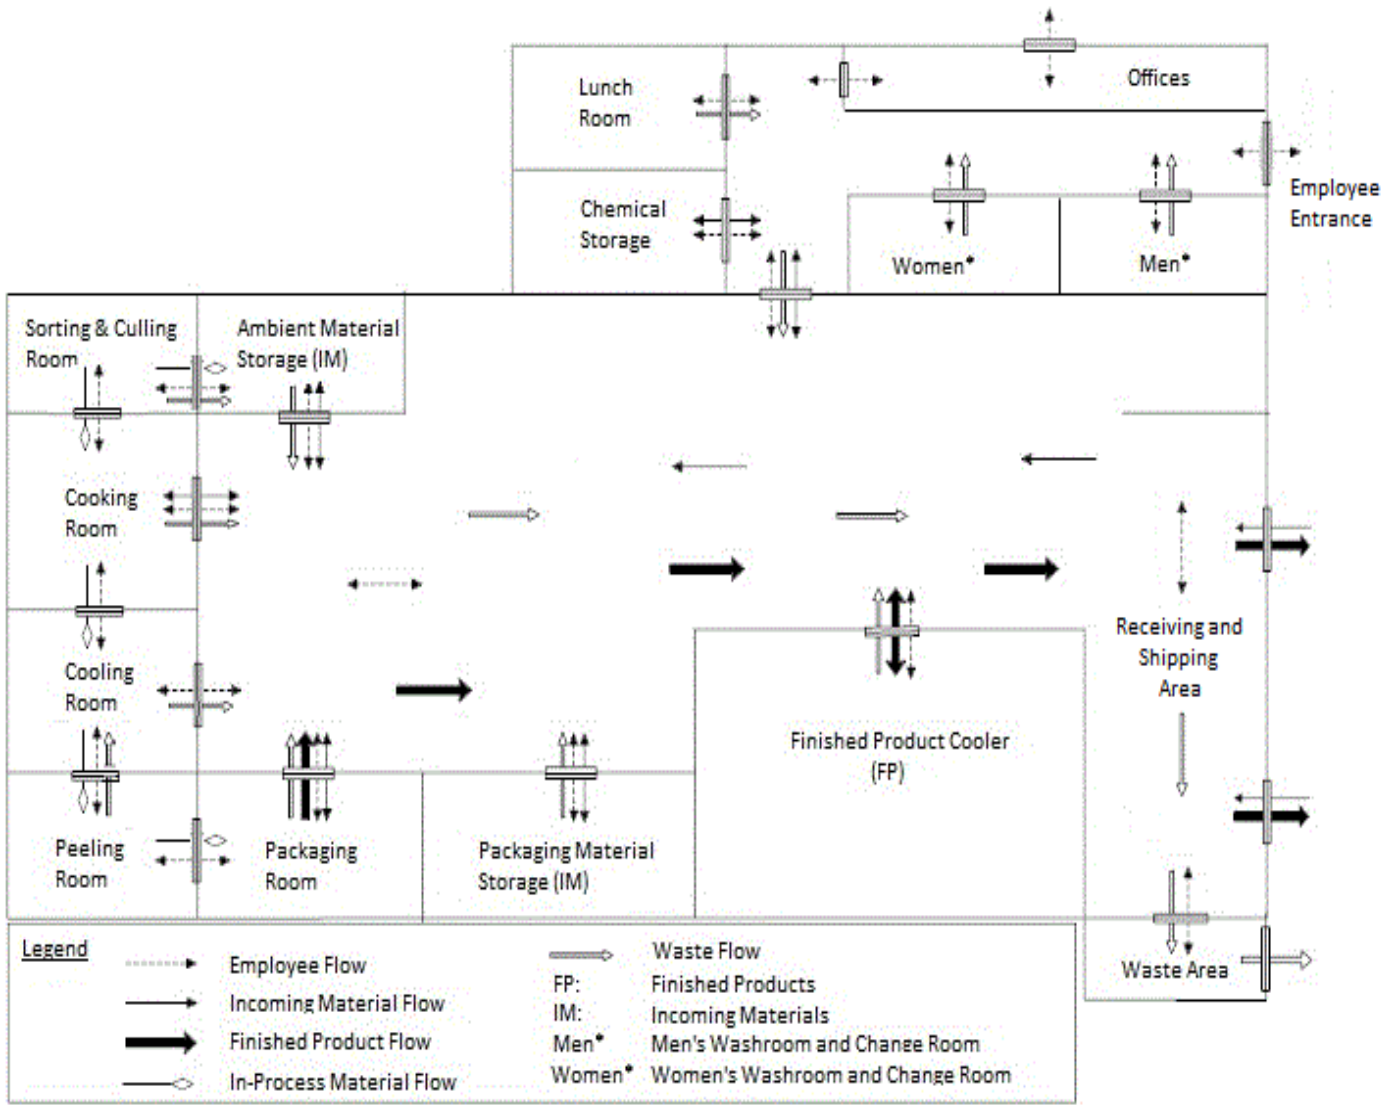 Lunch
Room
Offices
Chemical
Storage
Employee
Entrance
Women*
Men*
Sorting & Culling
Room
Ambient Material
Storage (IM)
Cooking
Room
Receiving and
Shipping
Area
Cooling
Room
Finished Product Cooler
(FP)
Peeling
Room
Packaging
Room
Packaging Material
Storage (IM)
Waste Area
Legend
Employee Flow
Incoming Material Flow
Finished Product Flow
In-Process Material Flow
Waste Flow
FP: Finished Products
IM: Incoming Materials
Men* Men's Washroom and Change Room
Women* Women's Washroom and Change Room